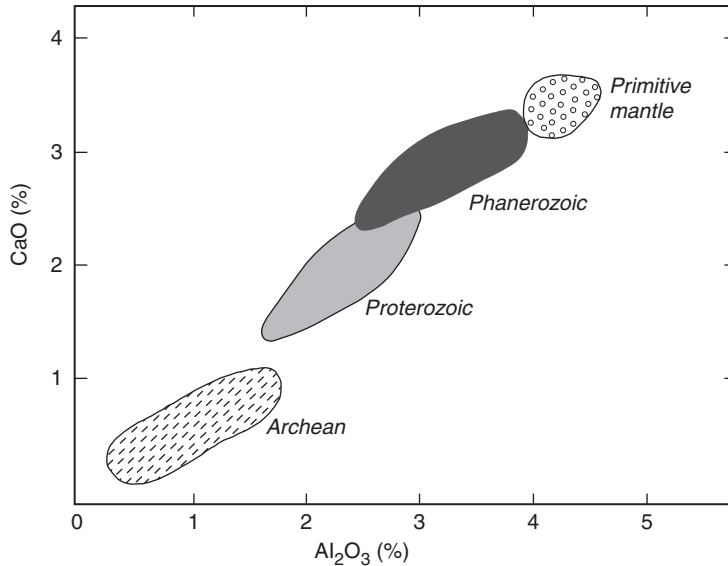 4
3
2
1
CaO (%)
Primitive
mantle
Phanerozoic
Proterozoic
Archean
0 1 2 3 4 5
Al₂O₃ (%)